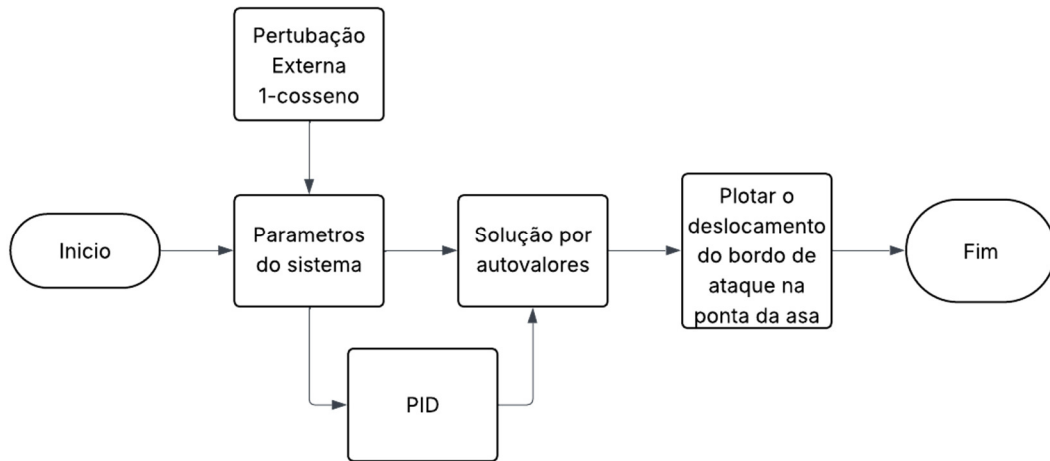 Pertubação
Externa
1-cosseno
Inicio
Parametros
do sistema
Solução por
autovalores
Plotar o
deslocamento
do bordo de
ataque na
ponta da asa
Fim
PID